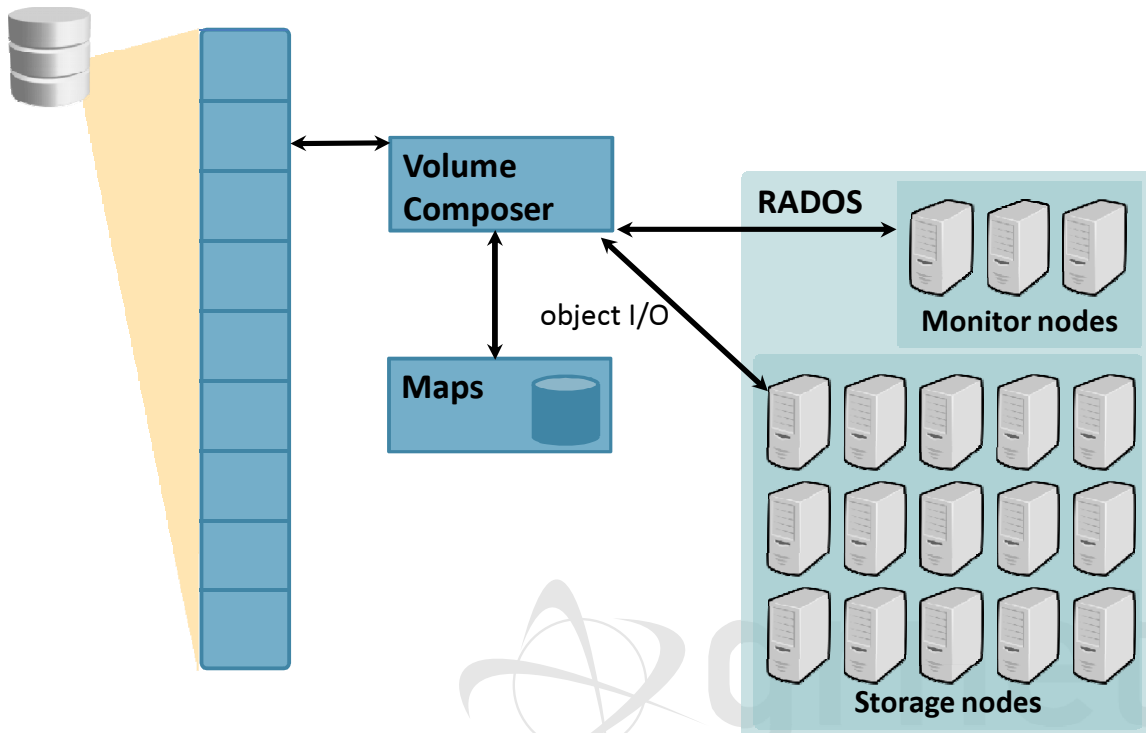 Volume
Composer
RADOS
object I/O
Monitor nodes
Maps
Storage nodes